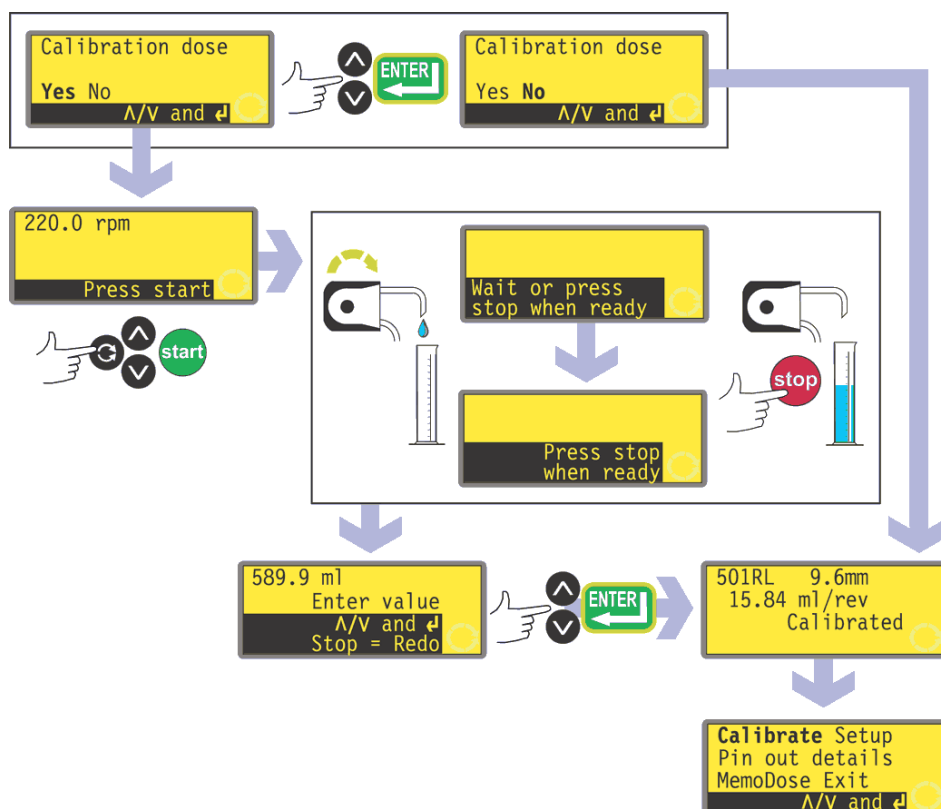 Calibration dose
Yes No
Λ/V and ↲
ENTER
Calibration dose
Yes No
Λ/V and ↲
220.0 rpm
Press start
start
Wait or press
stop when ready
stop
Press stop
when ready
589.9 ml
Enter value
Λ/V and ↲
Stop = Redo
ENTER
501RL 9.6mm
15.84 ml/rev
Calibrated
Calibrate Setup
Pin out details
MemoDose Exit
Λ/V and ↲